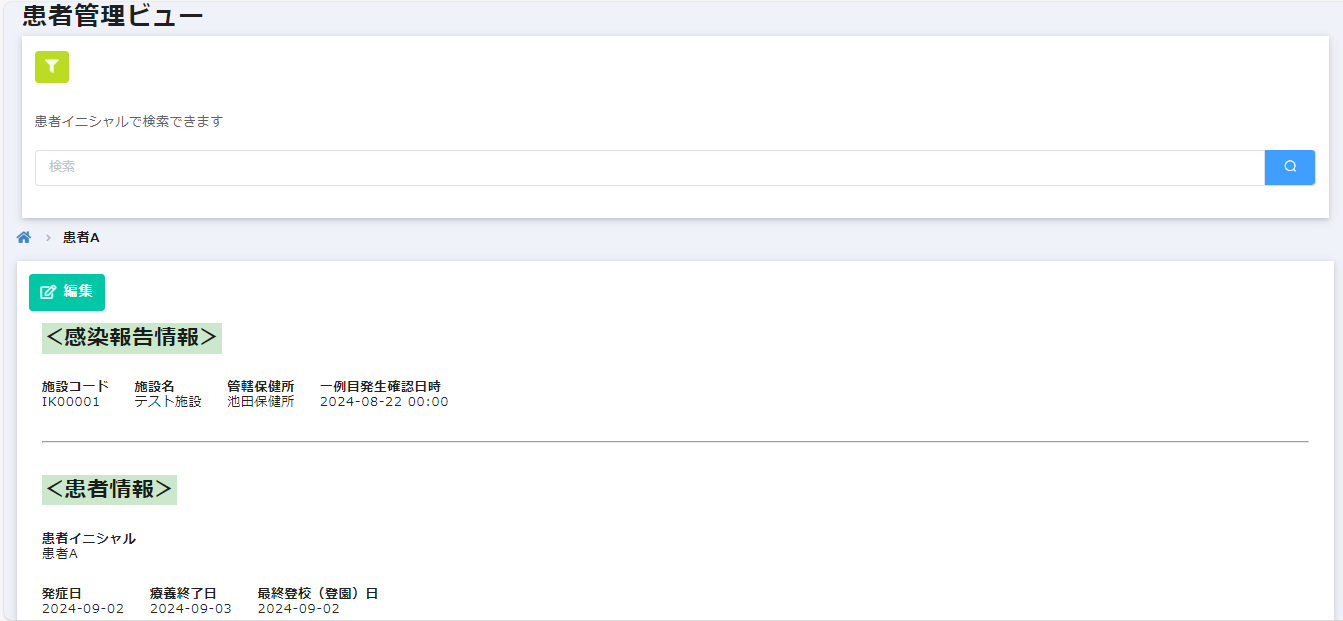 患者管理ビュー
患者イニシャルで検索できます
検索
患者A
編集
＜感染報告情報＞
施設コード 施設名 管轄保健所 一例目発生確認日時
IK00001 テスト施設 池田保健所 2024-08-22 00:00
＜患者情報＞
患者イニシャル
患者A
発症日 療養終了日 最終登校（登園）日
2024-09-02 2024-09-03 2024-09-02